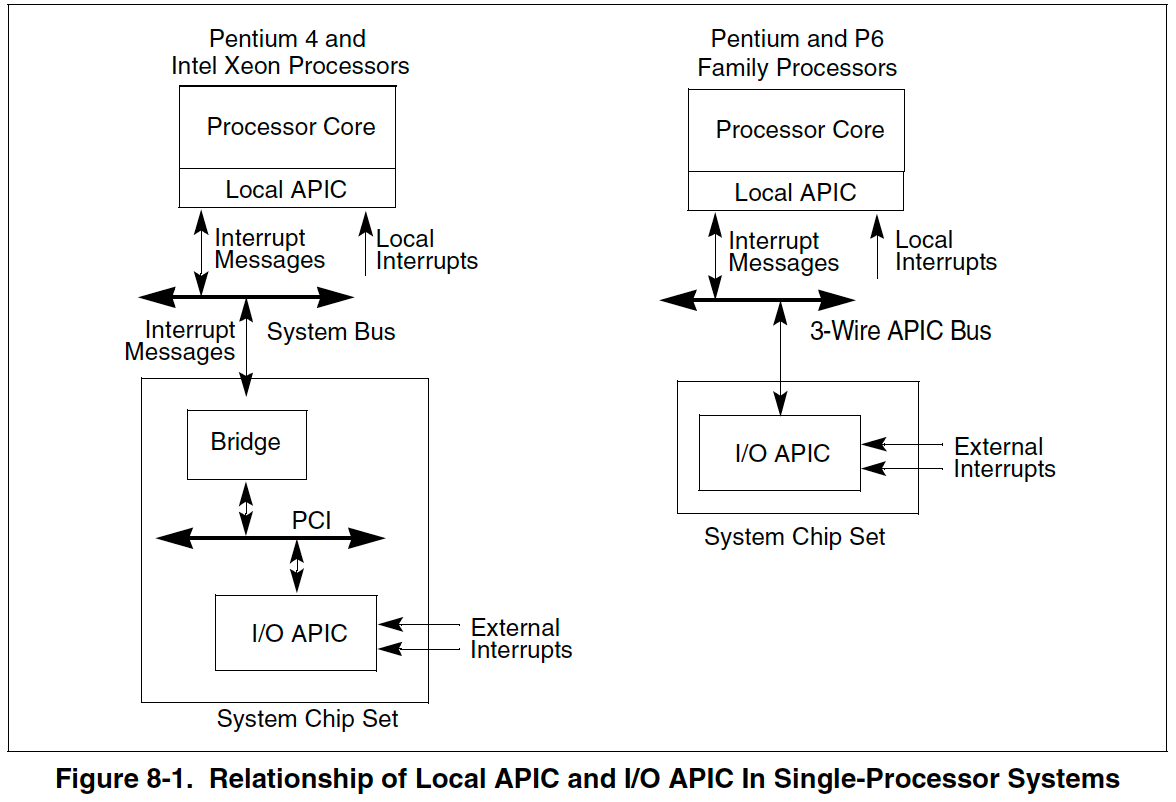 Pentium 4 and
Intel Xeon Processors
Processor Core
Local APIC
Interrupt
Messages
Local
Interrupts
System Bus
Interrupt
Messages
Bridge
PCI
I/O APIC
External
Interrupts
System Chip Set
Pentium and P6
Family Processors
Processor Core
Local APIC
Interrupt
Messages
Local
Interrupts
3-Wire APIC Bus
I/O APIC
External
Interrupts
System Chip Set
Figure 8-1. Relationship of Local APIC and I/O APIC In Single-Processor Systems